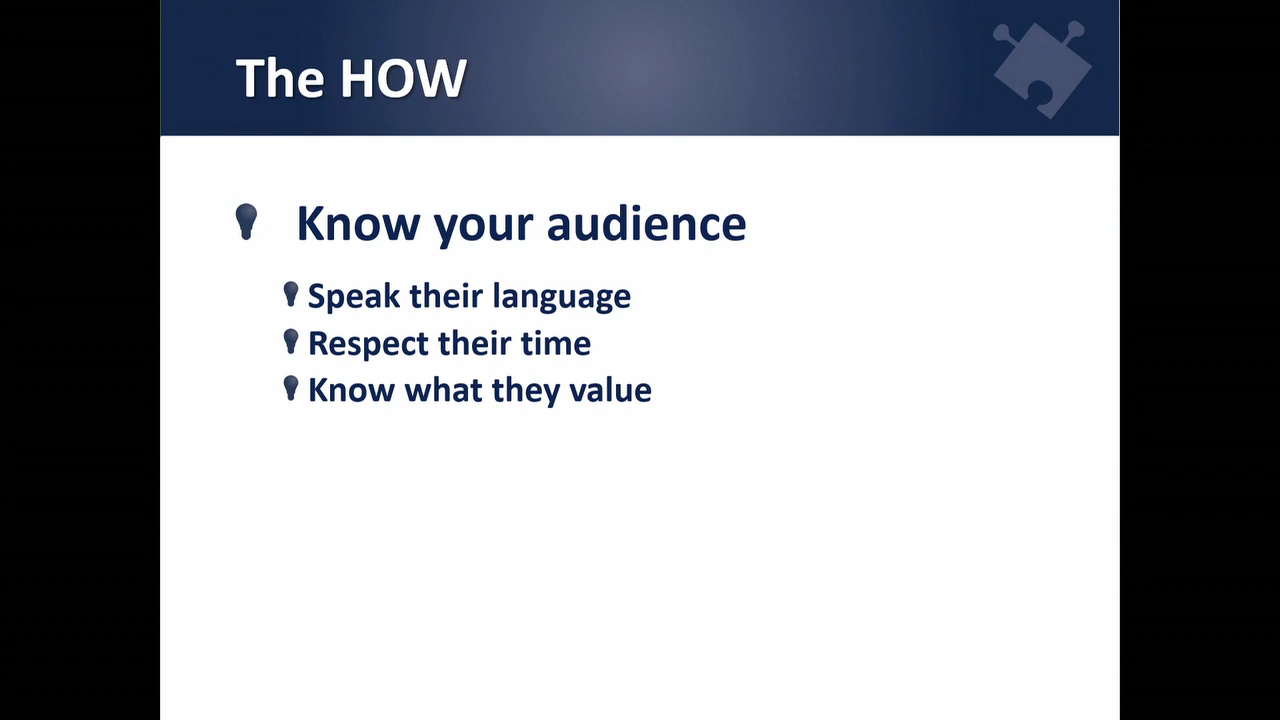 The HOW
Know your audience
Speak their language
Respect their time
Know what they value